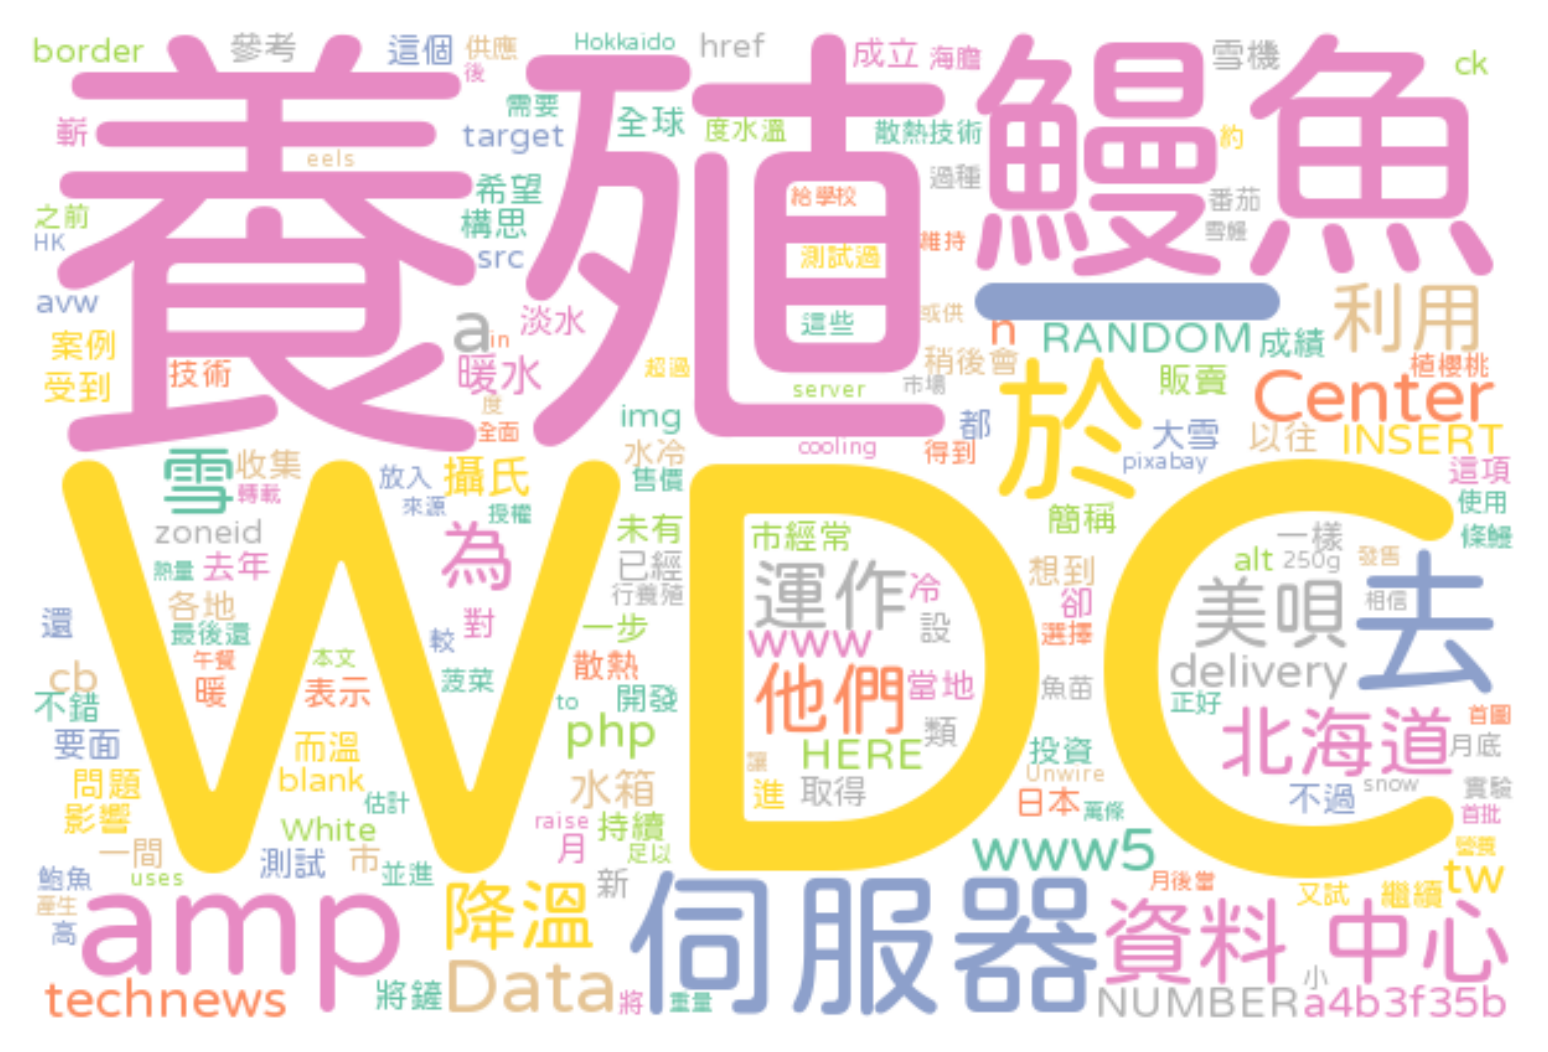 border 參考 這個 供應 Hokkaido href 成立 海膽 雪機 ck
後
養殖 鰻魚
嶄 eels 需要 target 全球 度水溫 散熱技術 約
過種
之前 希望 給學校 番茄
HK 構思 維持 雪鰻
src 測試過
avw a 淡水 這些 或供 n RANDOM 成績 利用
案例 in
受到 技術 暖水 超過 稍後會 販賣 植櫻桃
度 server 市場 Center
全面 img 都 於 大雪 以往 INSERT
水冷 cooling 得到 pixabay
雪 收集 放入 攝氏 售價 這項
轉載 來源 授權 簡稱 使用
WDC
zoneid 為 未有 市經常 一樣 條鰻
熱量 去年 已經 運作 冷 想到 alt 250g 發售 去
各地 行養殖 設 卻 美唄 相信
還 最後還 較 對 一步 www 選擇
午餐 本文 散熱 他們 當地 魚苗 delivery
cb 暖 表示 菠菜 to 開發 正好
不錯 php HERE 類 投資 北海道 首圖
要面 而溫 讓 Unwire 月底
問題 blank 水箱 進 取得 日本 萬條 不過 snow 實驗
影響 估計 首批
White raise 持續 www5
一間 測試 市 並進 月 足以 營養
鮑魚 uses 新 月後當 又試 繼續 tw
產生 amp 降溫 伺服器 資料 中心
高
technews 將鏟 Data 將 重量 NUMBER 小 a4b3f35b